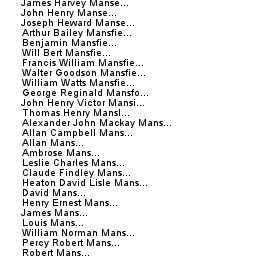 James Harvey Manse...
John Henry Manse...
Joseph Heward Manse...
Arthur Bailey Mansfie...
Benjamin Mansfie...
Will Bert Mansfie...
Francis William Mansfie...
Walter Goodson Mansfie...
William Watts Mansfie...
George Reginald Mansfo...
John Henry Victor Mansi...
Thomas Henry Mansl...
Alexander John Mackay Mans...
Allan Campbell Mans...
Allan Mans...
Ambrose Mans...
Leslie Charles Mans...
Claude Findley Mans...
Heaton David Lisle Mans...
David Mans...
Henry Ernest Mans...
James Mans...
Louis Mans...
William Norman Mans...
Percy Robert Mans...
Robert Mans...